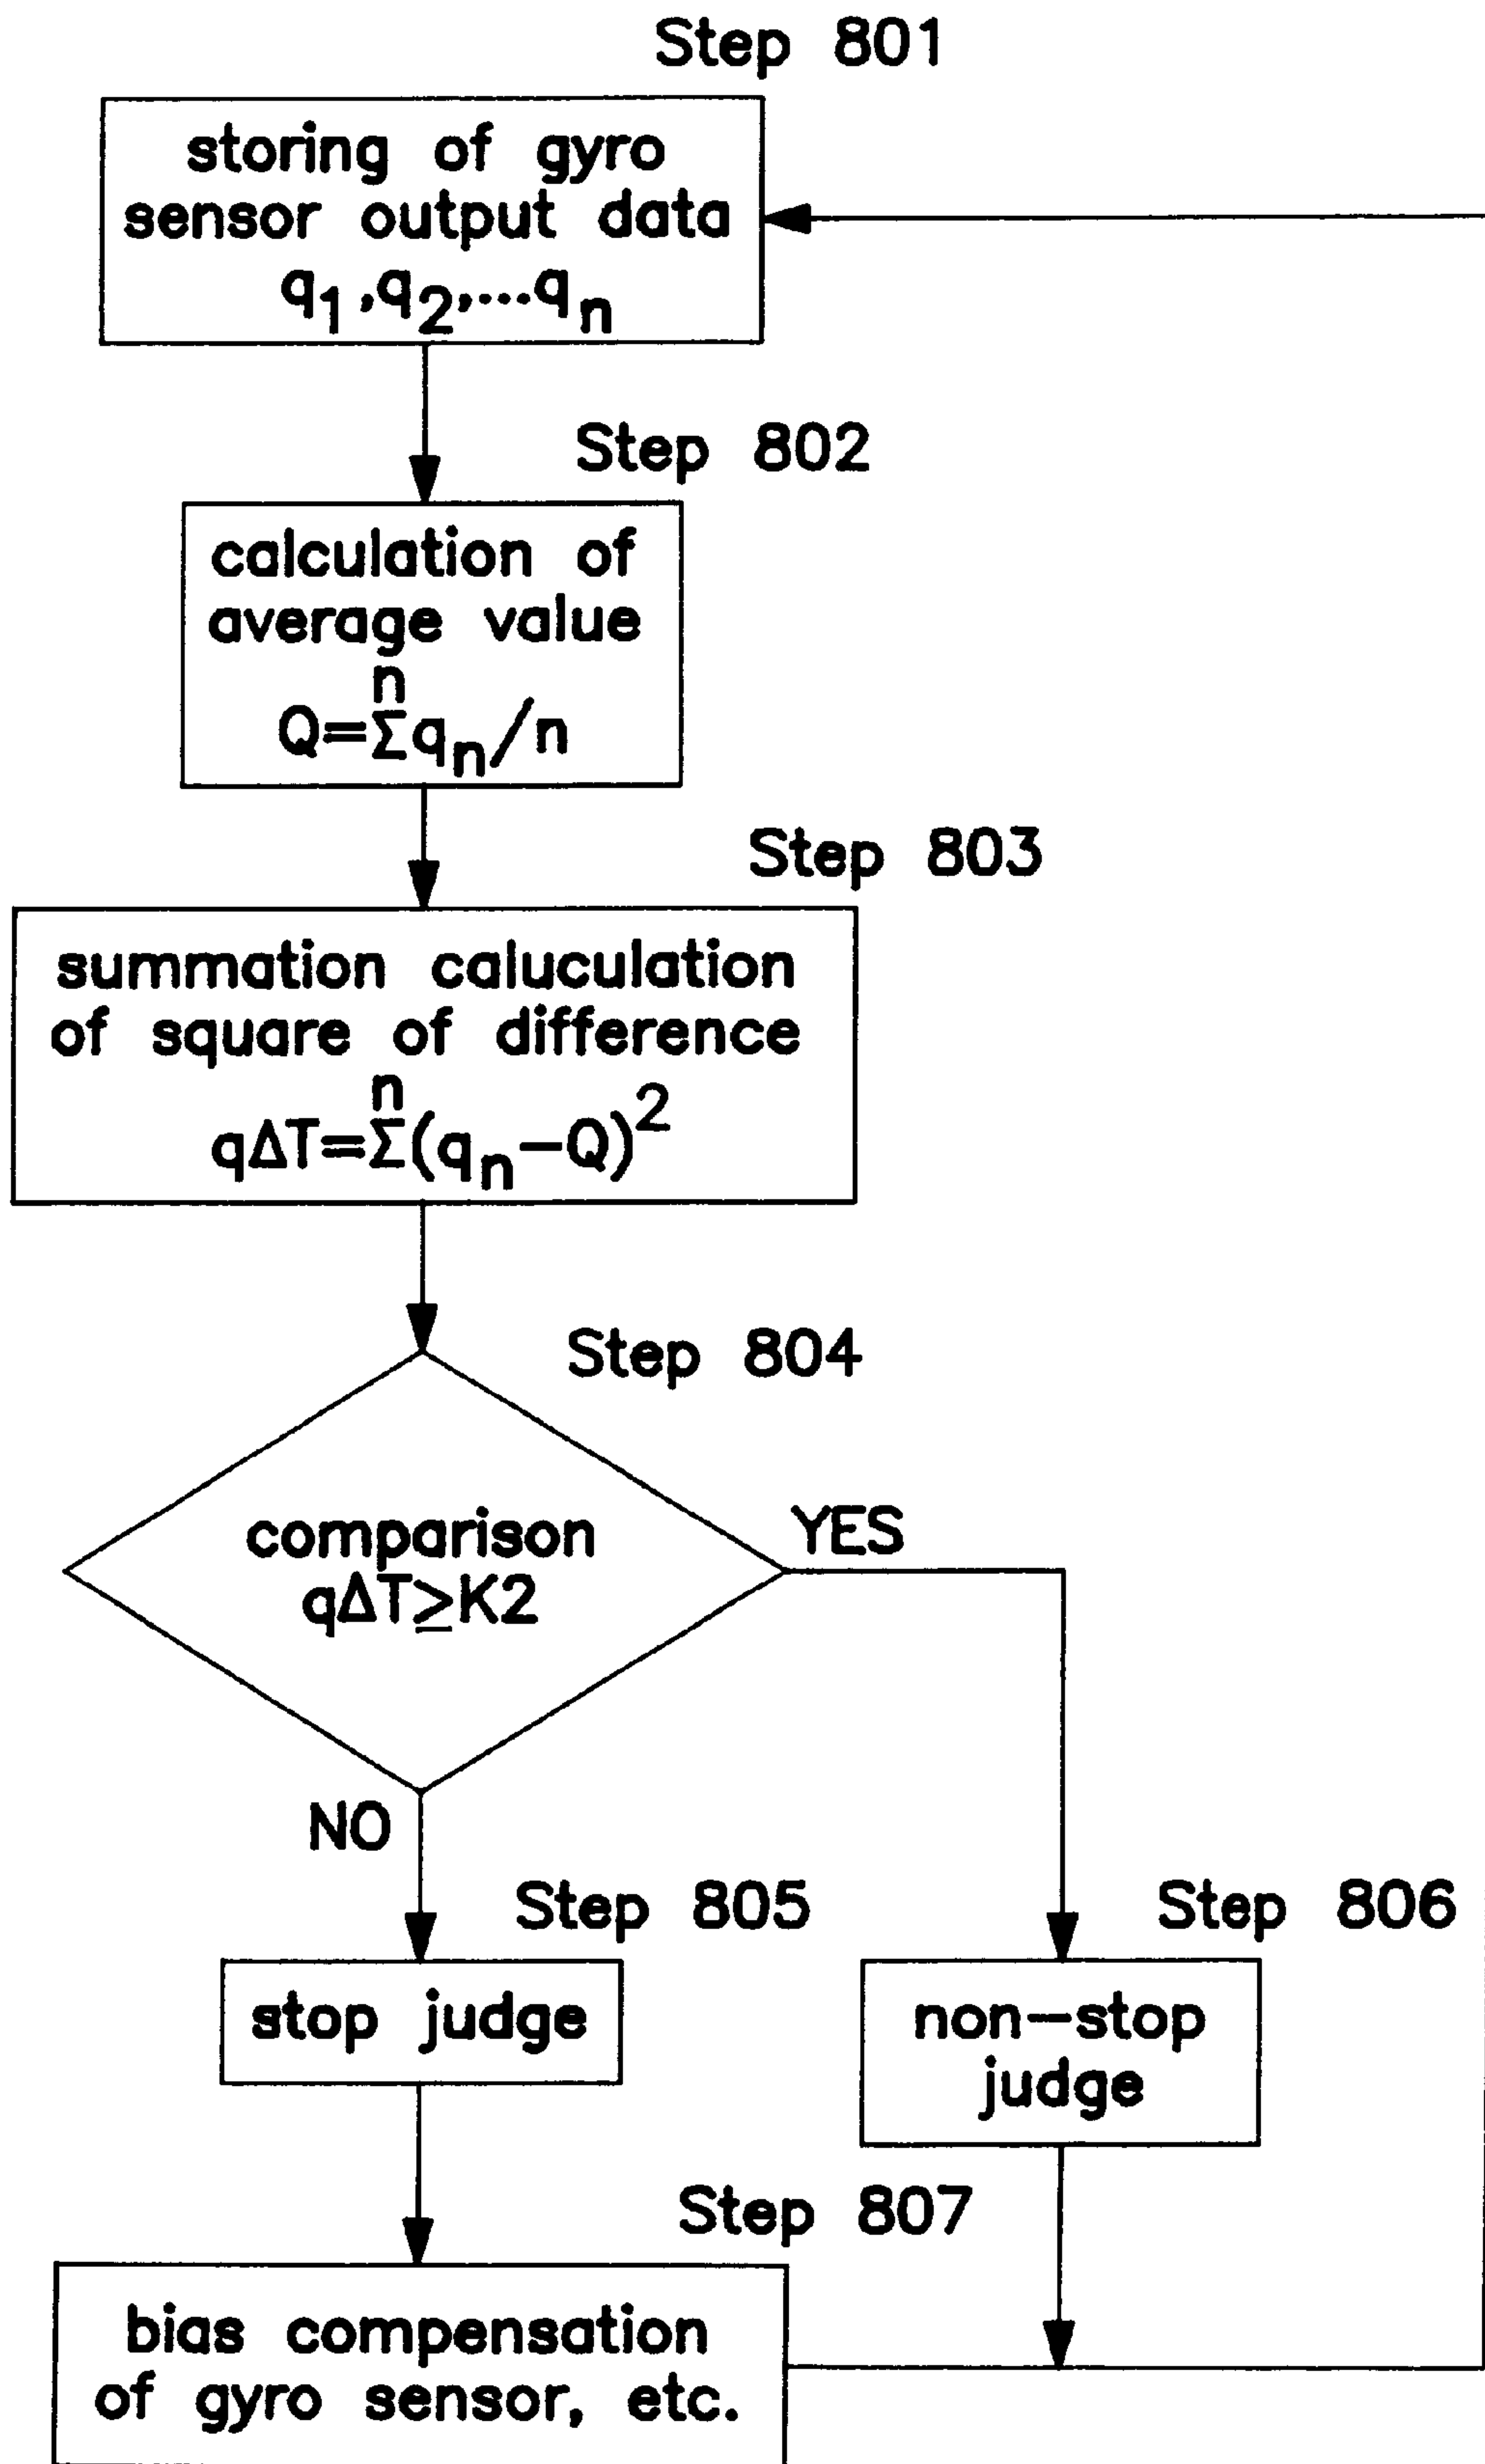 Step 801
storing of gyro
sensor output data
q1,q2,...qn
Step 802
calculation of
average value
n
Q=Σqn/n
Step 803
summation caluculation
of square of difference
n
qΔT=Σ(qn-Q)2
Step 804
comparison
qΔT≥K2
YES
NO
Step 805
stop judge
Step 806
non-stop
judge
Step 807
bias compensation
of gyro sensor, etc.